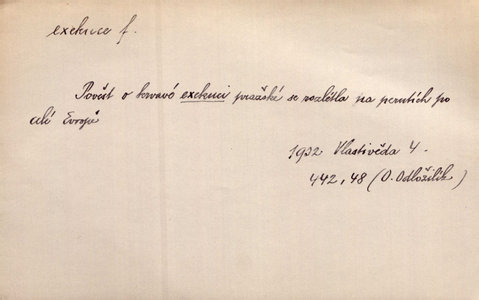 exekuce f.
Pověst o krvavé exekuci pražské se rozlétla na perutích po
celé Evropě
1932 Vlastivěda 4.
442, 48 (O. Odložilík)